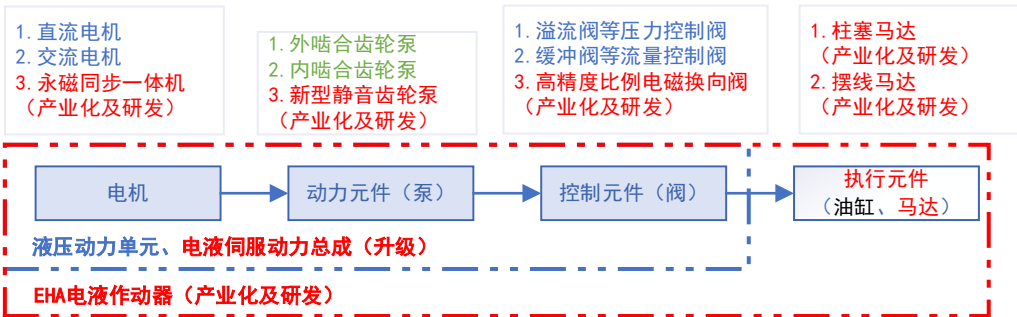 1. 直流电机
2. 交流电机
3. 永磁同步一体机
（产业化及研发）
1. 外啮合齿轮泵
2. 内啮合齿轮泵
3. 新型静音齿轮泵
（产业化及研发）
1. 溢流阀等压力控制阀
2. 缓冲阀等流量控制阀
3. 高精度比例电磁换向阀
（产业化及研发）
1. 柱塞马达
（产业化及研发）
2. 摆线马达
（产业化及研发）
电机
动力元件（泵）
控制元件（阀）
执行元件
（油缸、马达）
液压动力单元、电液伺服动力总成（升级）
EHA电液作动器（产业化及研发）